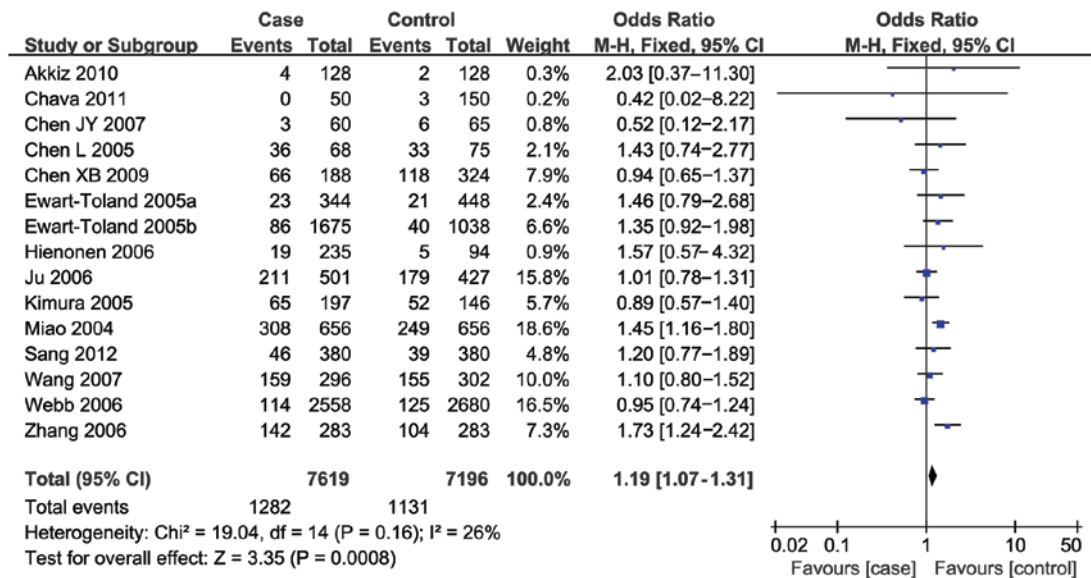 Case Control Odds Ratio Odds Ratio
Study or Subgroup Events Total Events Total Weight M-H, Fixed, 95% CI M-H, Fixed, 95% CI
Akkiz 2010 4 128 2 128 0.3% 2.03 [0.37–11.30]
Chava 2011 0 50 3 150 0.2% 0.42 [0.02–8.22]
Chen JY 2007 3 60 6 65 0.8% 0.52 [0.12–2.17]
Chen L 2005 36 68 33 75 2.1% 1.43 [0.74–2.77]
Chen XB 2009 66 188 118 324 7.9% 0.94 [0.65–1.37]
Ewart-Toland 2005a 23 344 21 448 2.4% 1.46 [0.79–2.68]
Ewart-Toland 2005b 86 1675 40 1038 6.6% 1.35 [0.92–1.98]
Hienonen 2006 19 235 5 94 0.9% 1.57 [0.57–4.32]
Ju 2006 211 501 179 427 15.8% 1.01 [0.78–1.31]
Kimura 2005 65 197 52 146 5.7% 0.89 [0.57–1.40]
Miao 2004 308 656 249 656 18.6% 1.45 [1.16–1.80]
Sang 2012 46 380 39 380 4.8% 1.20 [0.77–1.89]
Wang 2007 159 296 155 302 10.0% 1.10 [0.80–1.52]
Webb 2006 114 2558 125 2680 16.5% 0.95 [0.74–1.24]
Zhang 2006 142 283 104 283 7.3% 1.73 [1.24–2.42]
Total (95% CI) 7619 7196 100.0% 1.19 [1.07-1.31]
Total events 1282 1131
Heterogeneity: Chi² = 19.04, df = 14 (P = 0.16); I² = 26%
Test for overall effect: Z = 3.35 (P = 0.0008)
0.02 0.1 1 10 50
Favours [case] Favours [control]